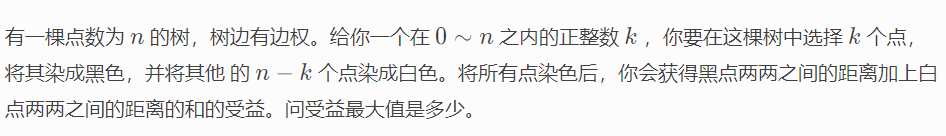 有一棵点数为 n 的树，树边有边权。给你一个在 0 ∼ n 之内的正整数 k ，你要在这棵树中选择 k 个点，
将其染成黑色，并将其他 的 n − k 个点染成白色。将所有点染色后，你会获得黑点两两之间的距离加上白
点两两之间的距离的和的受益。问受益最大值是多少。